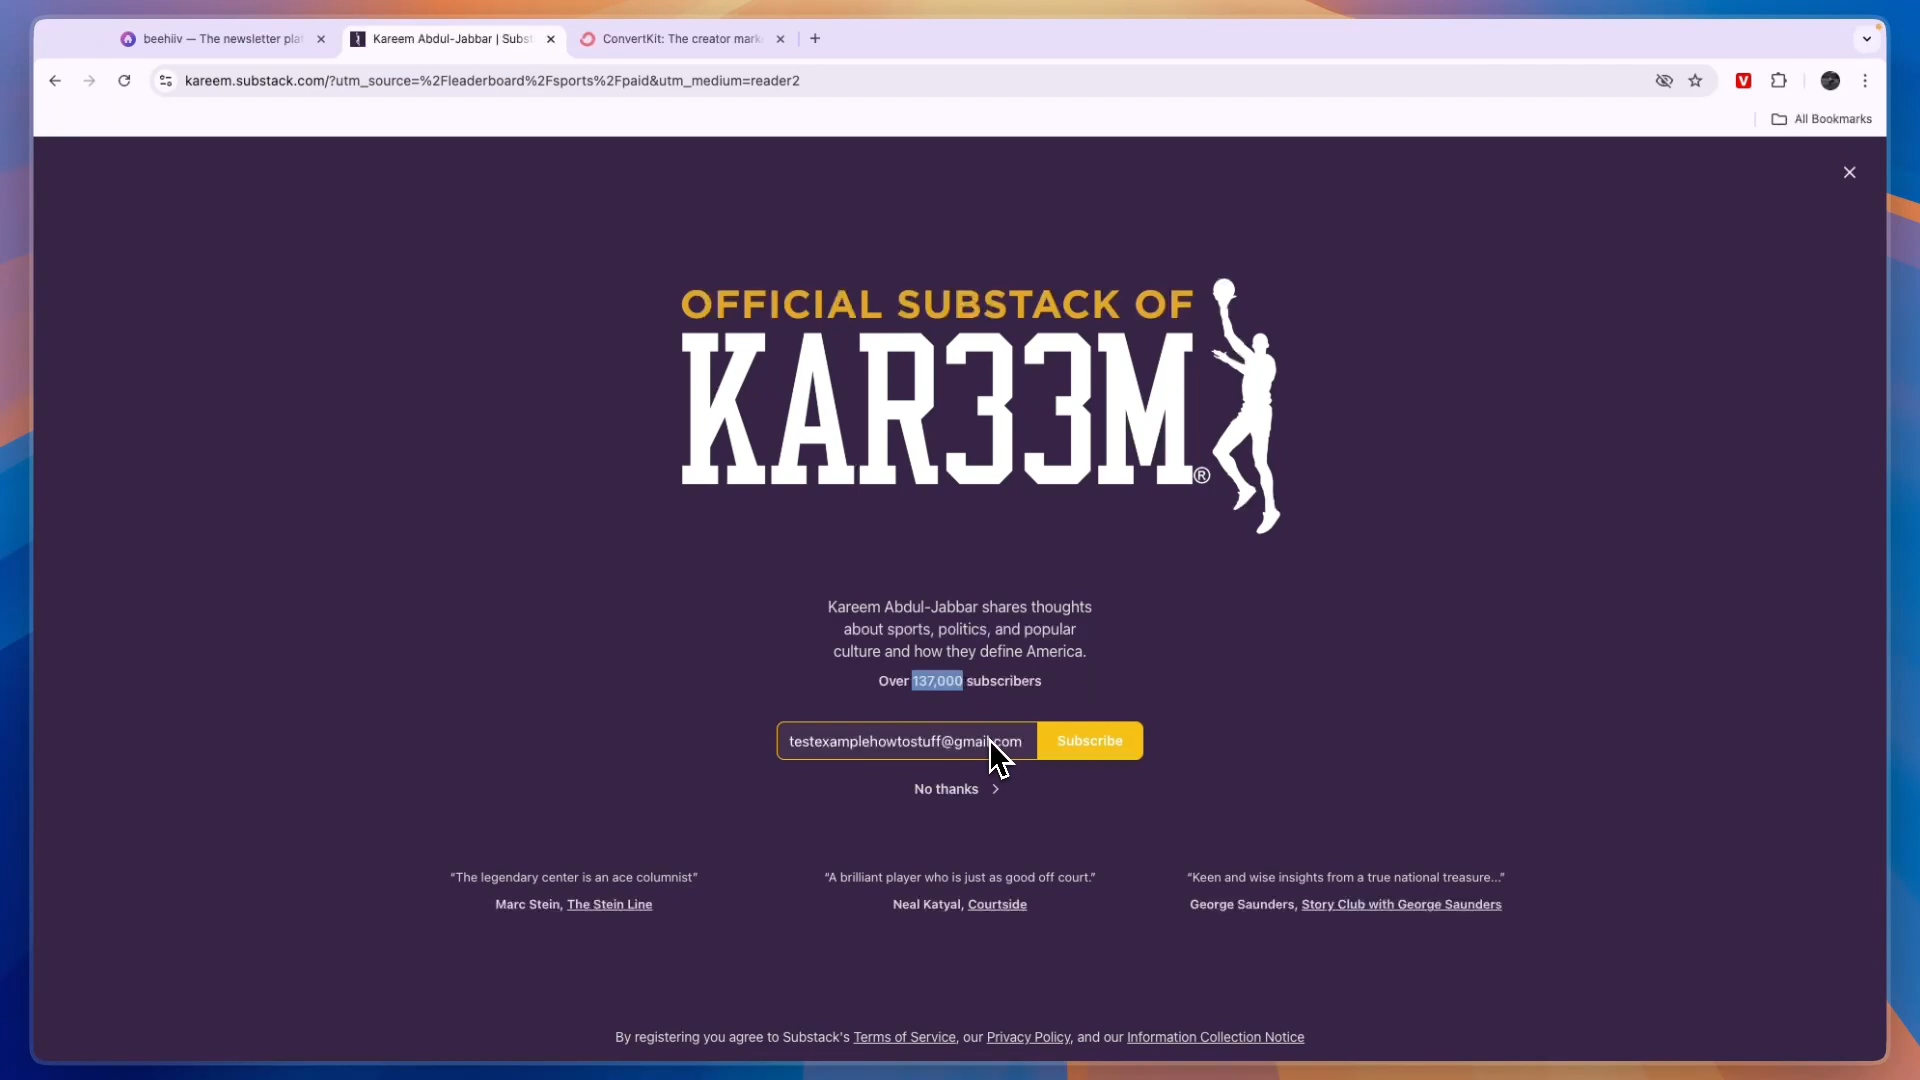 beehiiv — The newsletter plat
Kareem Abdul-Jabbar | Subst
ConvertKit: The creator mark
kareem.substack.com/?utm_source=%2Fleaderboard%2Fsports%2Fpaid&utm_medium=reader2
V
All Bookmarks
OFFICIAL SUBSTACK OF
KAR33M®
Kareem Abdul-Jabbar shares thoughts
about sports, politics, and popular
culture and how they define America.
Over 137,000 subscribers
testexamplehowtostuff@gmail.com
Subscribe
No thanks
“The legendary center is an ace columnist”
Marc Stein, The Stein Line
“A brilliant player who is just as good off court.”
Neal Katyal, Courtside
“Keen and wise insights from a true national treasure...”
George Saunders, Story Club with George Saunders
By registering you agree to Substack's Terms of Service, our Privacy Policy, and our Information Collection Notice